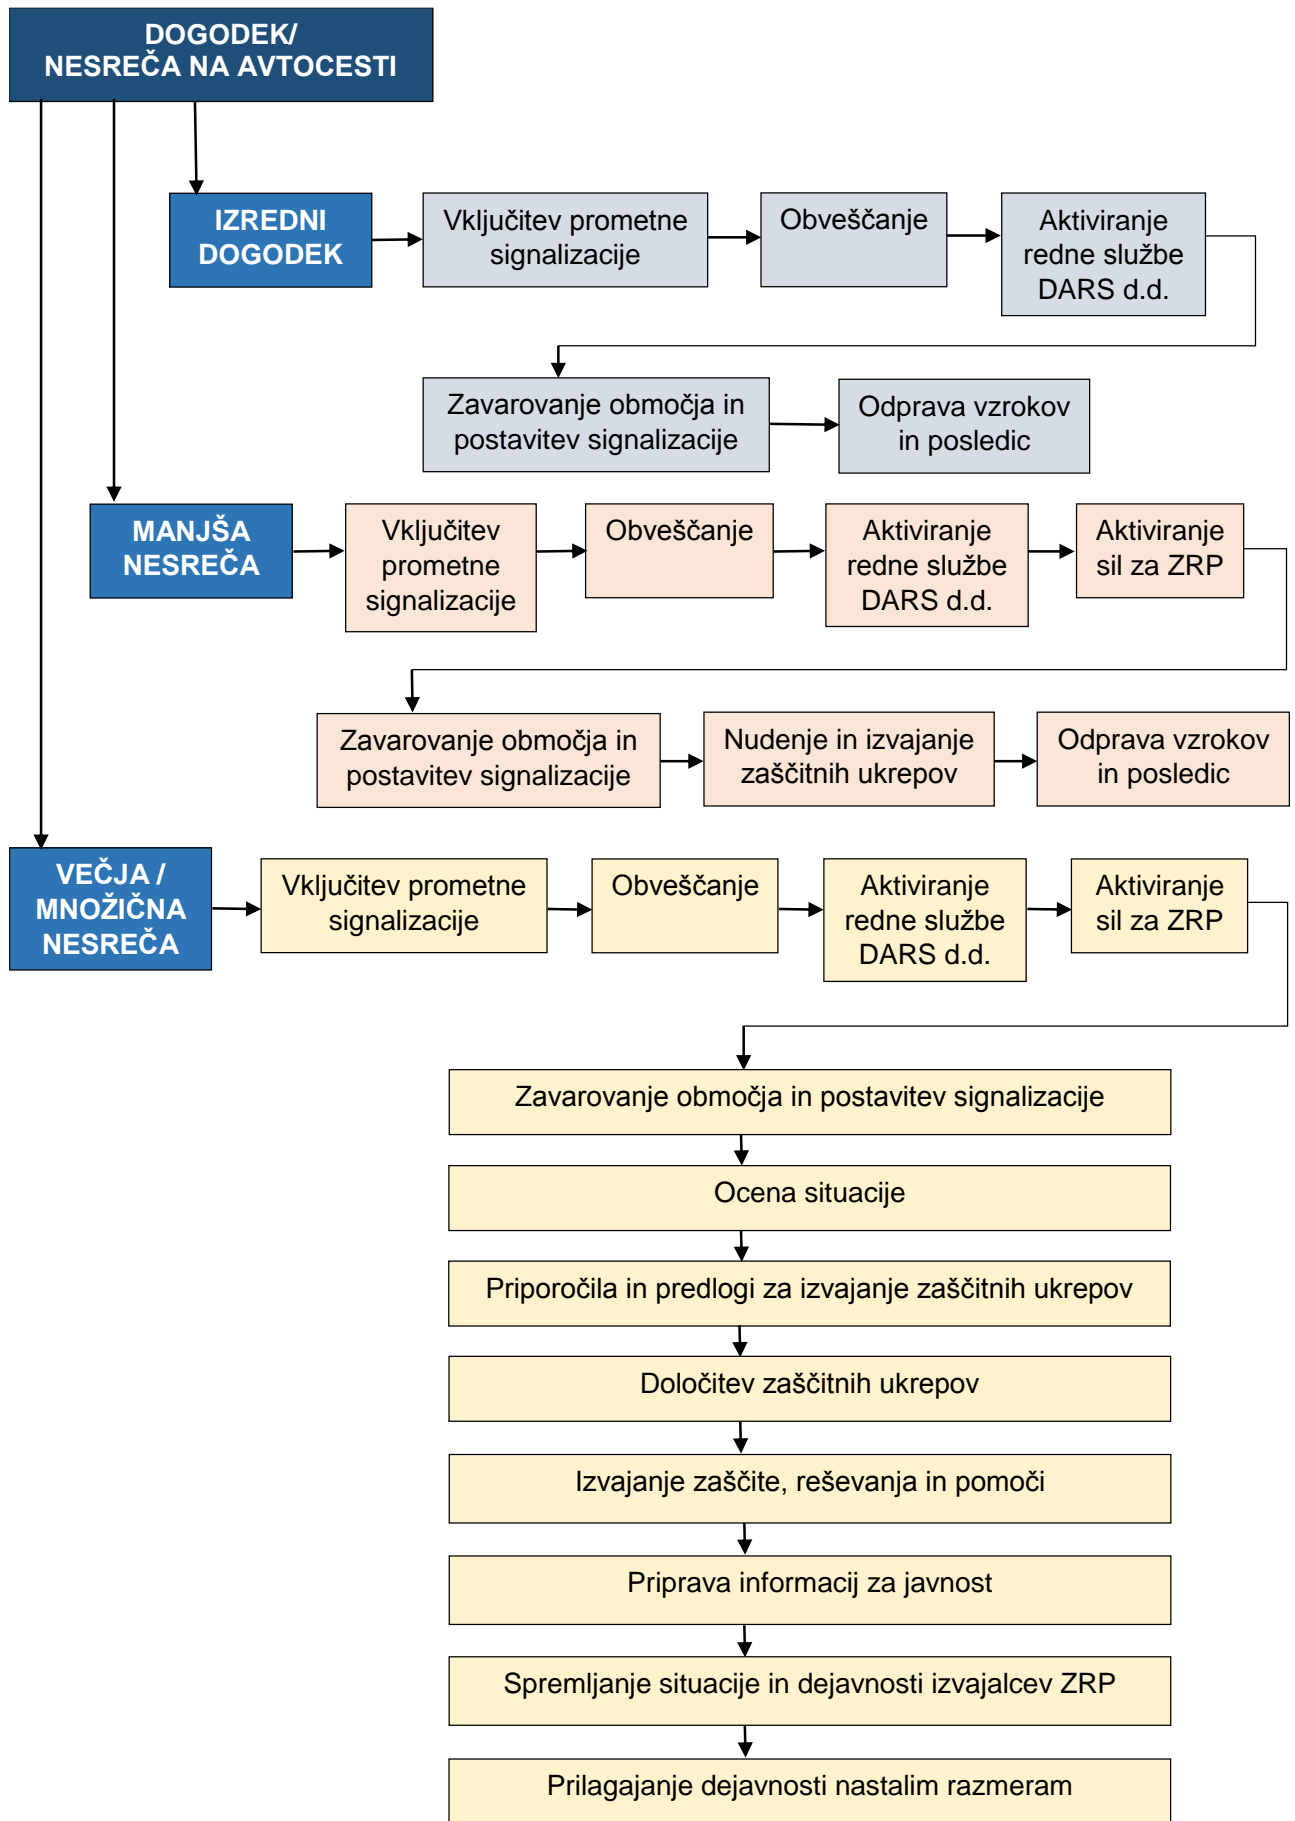 DOGODEK/
NESREČA NA AVTOCESTI
IZREDNI
DOGODEK
Vključitev prometne
signalizacije
Obveščanje
Aktiviranje
redne službe
DARS d.d.
Zavarovanje območja in
postavitev signalizacije
Odprava vzrokov
in posledic
MANJŠA
NESREČA
Vključitev
prometne
signalizacije
Obveščanje
Aktiviranje
redne službe
DARS d.d.
Aktiviranje
sil za ZRP
Zavarovanje območja in
postavitev signalizacije
Nudenje in izvajanje
zaščitnih ukrepov
Odprava vzrokov
in posledic
VEČJA /
MNOŽIČNA
NESREČA
Vključitev prometne
signalizacije
Obveščanje
Aktiviranje
redne službe
DARS d.d.
Aktiviranje
sil za ZRP
Zavarovanje območja in postavitev signalizacije
Ocena situacije
Priporočila in predlogi za izvajanje zaščitnih ukrepov
Določitev zaščitnih ukrepov
Izvajanje zaščite, reševanja in pomoči
Priprava informacij za javnost
Spremljanje situacije in dejavnosti izvajalcev ZRP
Prilagajanje dejavnosti nastalim razmeram